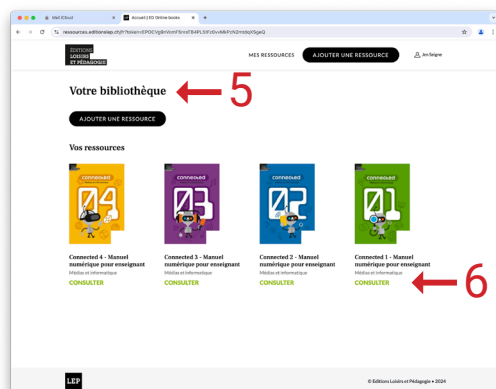 Mail iCloud
Accueil | EO Online-books
ressources.editionslep.ch/
ÉDITIONS
LOISIRS
ET PÉDAGOGIE
MES RESSOURCES
AJOUTER UNE RESSOURCE
Jen Seigne
Votre bibliothèque
5
AJOUTER UNE RESSOURCE
Vos ressources
connected
04
connected
03
connected
02
connected
01
Connected 4 - Manuel
numérique pour enseignant
Médias et informatique
CONSULTER
Connected 3 - Manuel
numérique pour enseignant
Médias et informatique
CONSULTER
Connected 2 - Manuel
numérique pour enseignant
Médias et informatique
CONSULTER
Connected 1 - Manuel
numérique pour enseignant
Médias et informatique
CONSULTER
6
LEP
© Editions Loisirs et Pédagogie • 2024